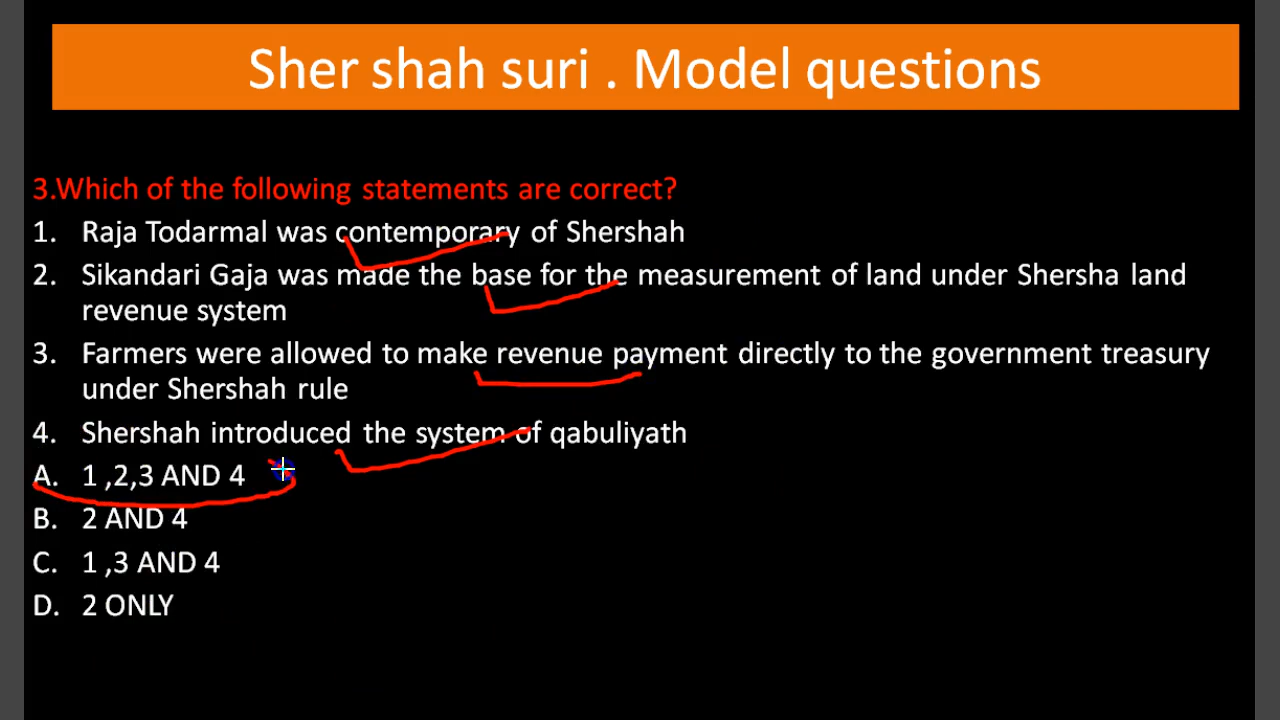 Sher shah suri . Model questions
3.Which of the following statements are correct?
1. Raja Todarmal was contemporary of Shershah
2. Sikandari Gaja was made the base for the measurement of land under Shersha land
revenue system
3. Farmers were allowed to make revenue payment directly to the government treasury
under Shershah rule
4. Shershah introduced the system of qabuliyath
A. 1 ,2,3 AND 4
B. 2 AND 4
C. 1 ,3 AND 4
D. 2 ONLY